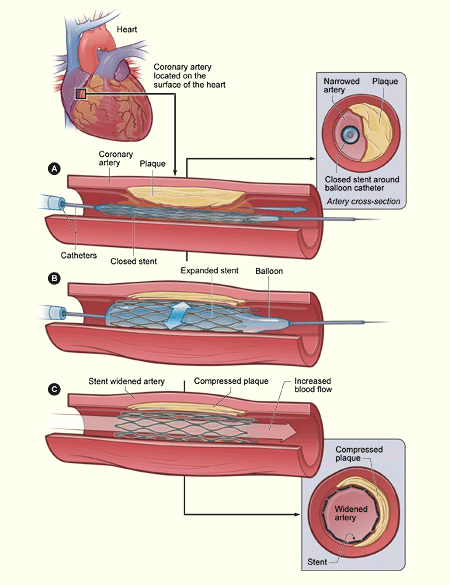 Heart
Coronary artery
located on the
surface of the heart
Narrowed
artery
Plaque
Closed stent around
balloon catheter
Artery cross-section
A
Coronary
artery
Plaque
Catheters
Closed stent
B
Expanded stent
Balloon
C
Stent widened artery
Compressed plaque
Increased
blood flow
Compressed
plaque
Widened
artery
Stent